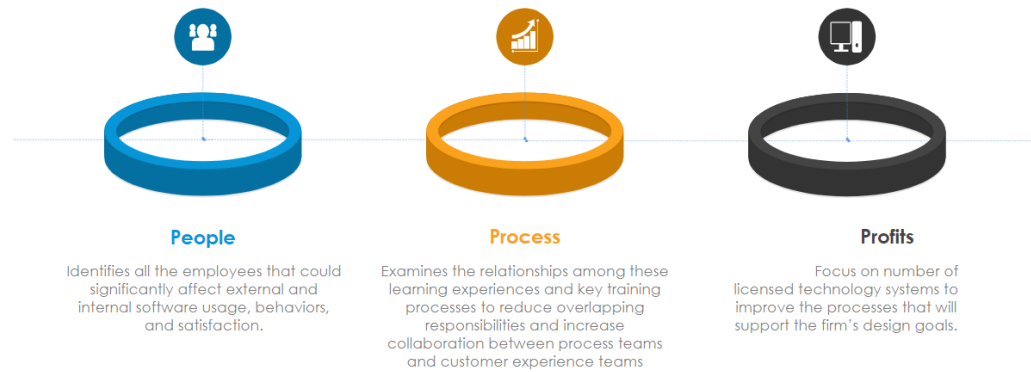 People
Identifies all the employees that could
significantly affect external and
internal software usage, behaviors,
and satisfaction.
Process
Examines the relationships among these
learning experiences and key training
processes to reduce overlapping
responsibilities and increase
collaboration between process teams
and customer experience teams
Profits
Focus on number of
licensed technology systems to
improve the processes that will
support the firm’s design goals.